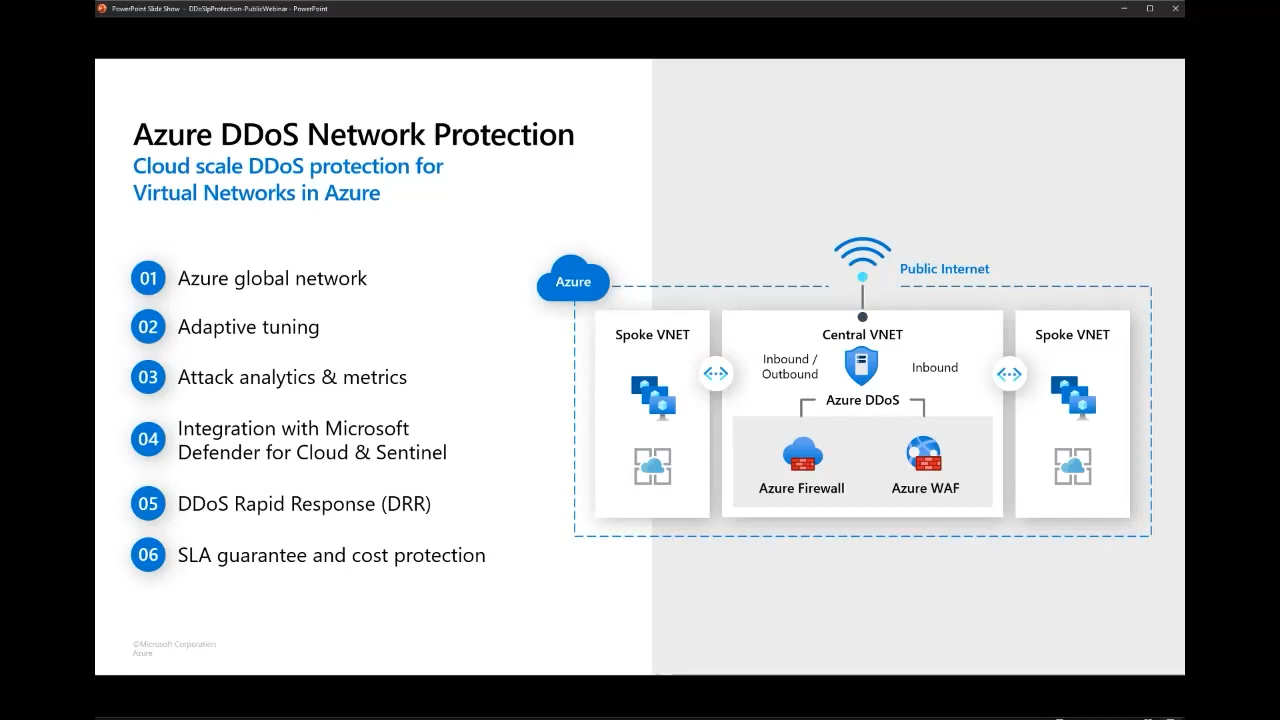 PowerPoint Slide Show - DDoSIpProtection-PublicWebinar - PowerPoint
Azure DDoS Network Protection
Cloud scale DDoS protection for
Virtual Networks in Azure
01 Azure global network
02 Adaptive tuning
03 Attack analytics & metrics
04 Integration with Microsoft
Defender for Cloud & Sentinel
05 DDoS Rapid Response (DRR)
06 SLA guarantee and cost protection
©Microsoft Corporation
Azure
Azure
Public Internet
Spoke VNET
Central VNET
Spoke VNET
Inbound /
Outbound
Inbound
Azure DDoS
Azure Firewall
Azure WAF